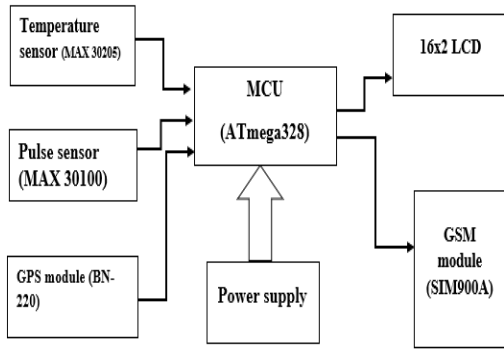 Temperature
sensor (MAX 30205)
Pulse sensor
(MAX 30100)
GPS module (BN-
220)
MCU
(ATmega328)
Power supply
16x2 LCD
GSM
module
(SIM900A)